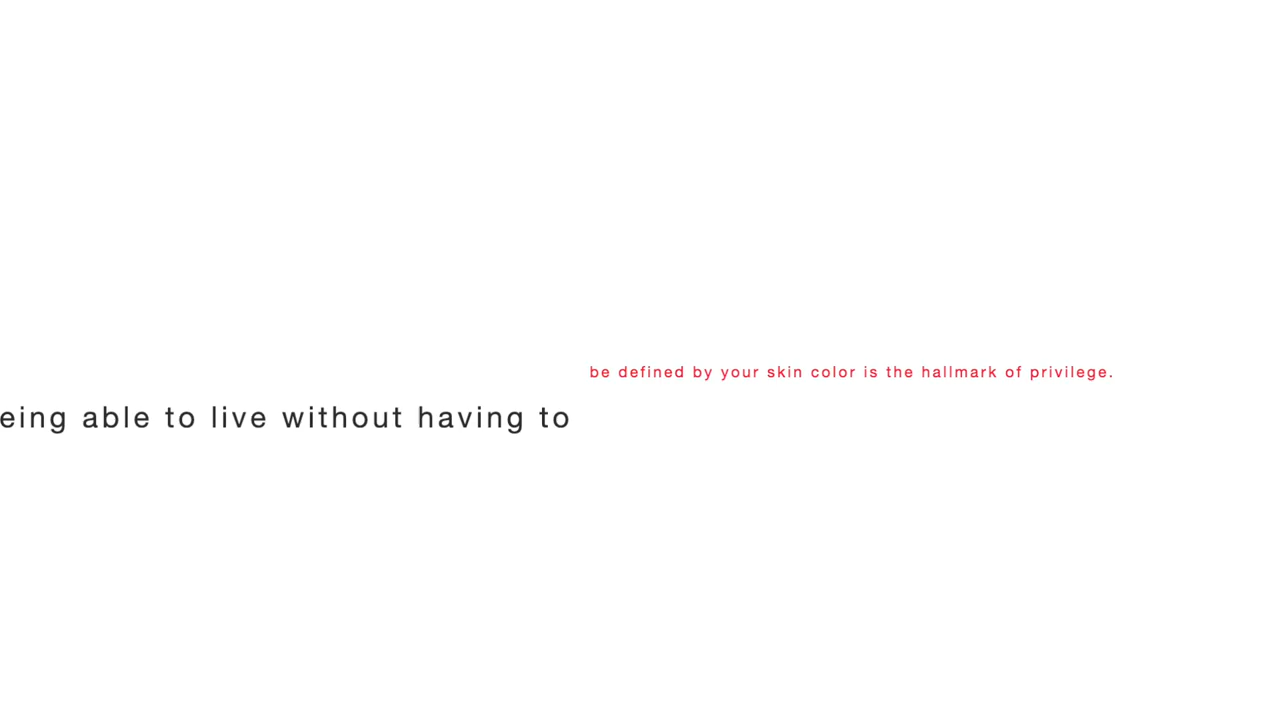 eing able to live without having to
be defined by your skin color is the hallmark of privilege.